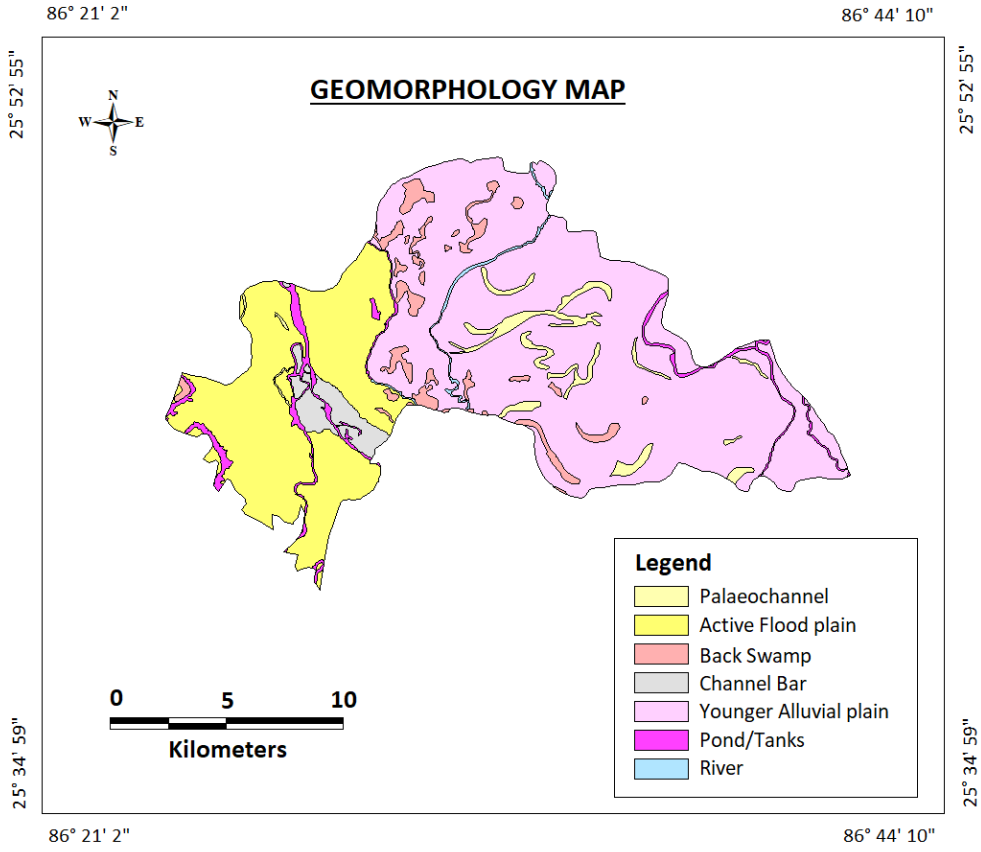 86° 21' 2"
86° 44' 10"
25° 52' 55"
25° 52' 55"
GEOMORPHOLOGY MAP
N
W
E
S
Legend
Palaeochannel
Active Flood plain
Back Swamp
Channel Bar
Younger Alluvial plain
Pond/Tanks
River
0 5 10
Kilometers
25° 34' 59"
25° 34' 59"
86° 21' 2"
86° 44' 10"